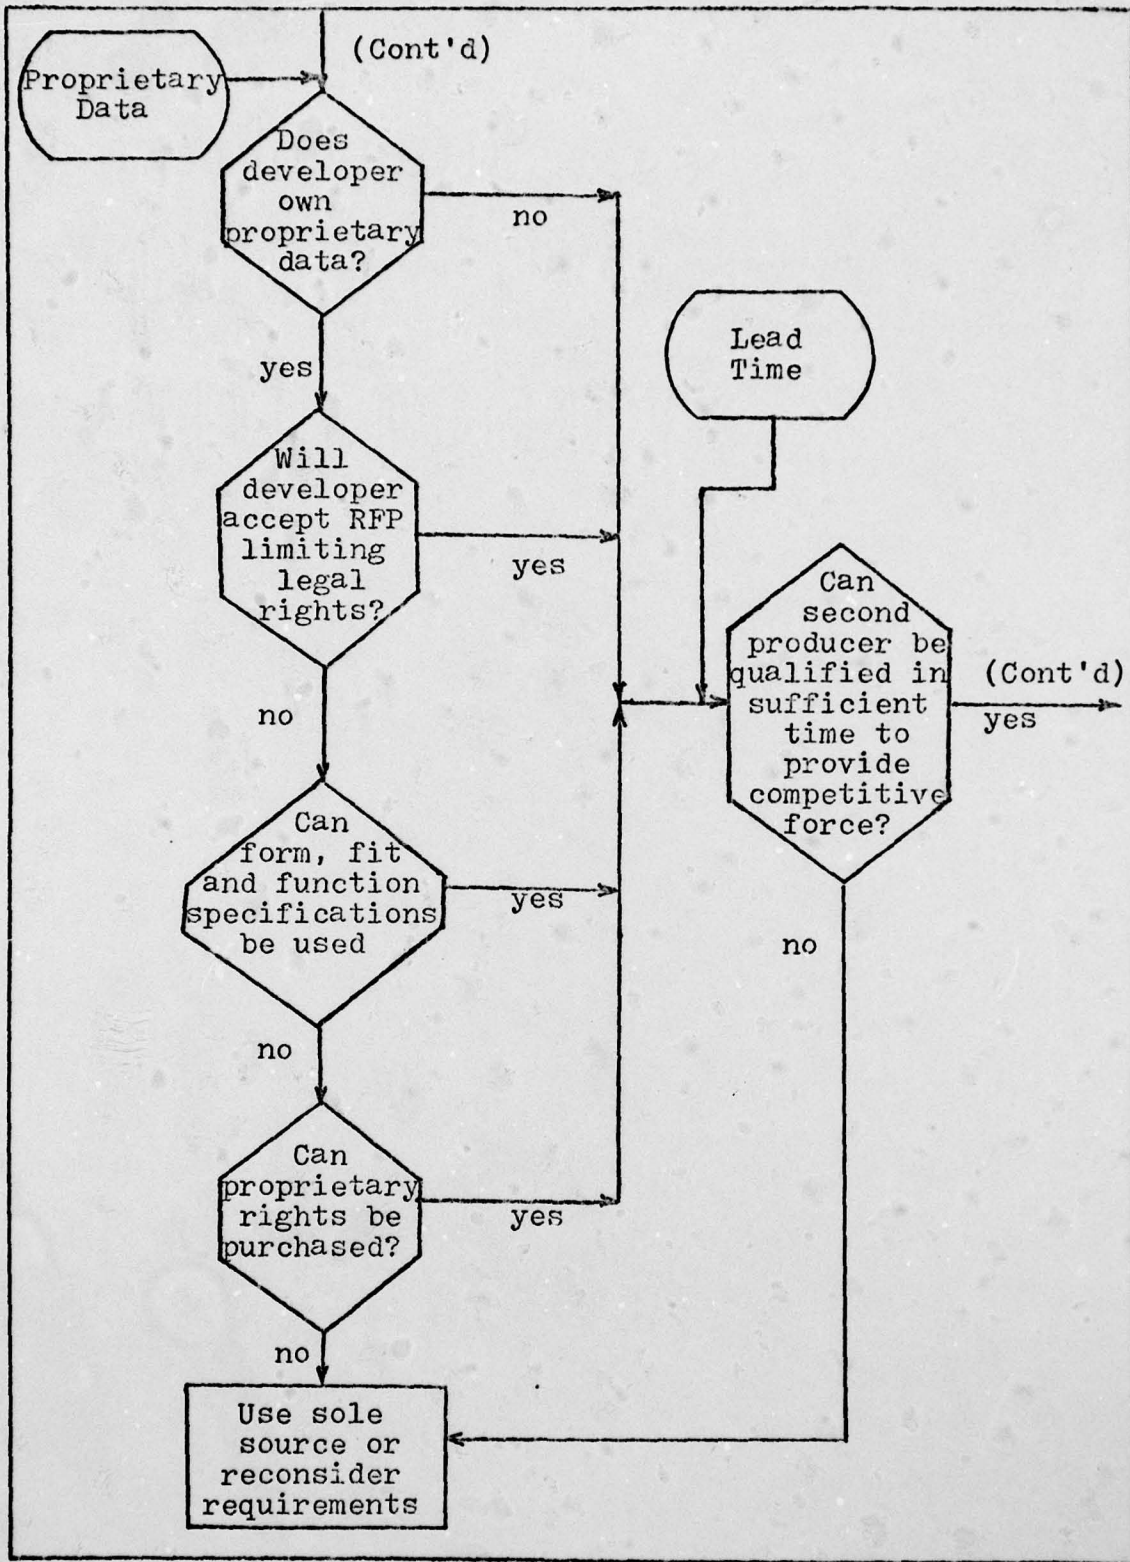 (Cont'd)
Proprietary
Data
Does
developer
own
proprietary
data?
no
yes
Lead
Time
Will
developer
accept RFP
limiting
legal
rights?
yes
no
Can
second
producer be
qualified in
sufficient
time to
provide
competitive
force?
(Cont'd)
yes
no
Can
form, fit
and function
specifications
be used
yes
no
Can
proprietary
rights be
purchased?
yes
no
Use sole
source or
reconsider
requirements